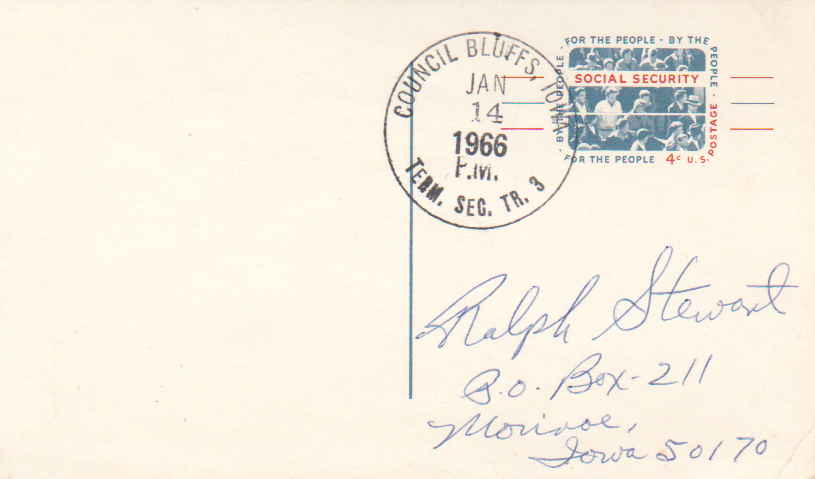 COUNCIL BLUFFS, IOWA
JAN
14
1966
P.M.
TERM. SEC. TR. 3
FOR THE PEOPLE · BY THE PEOPLE ·
SOCIAL SECURITY
· BY THE PEOPLE ·
FOR THE PEOPLE 4c U.S. POSTAGE
Ralph Stewart
P.O. Box-211
Monroe,
Iowa 50170